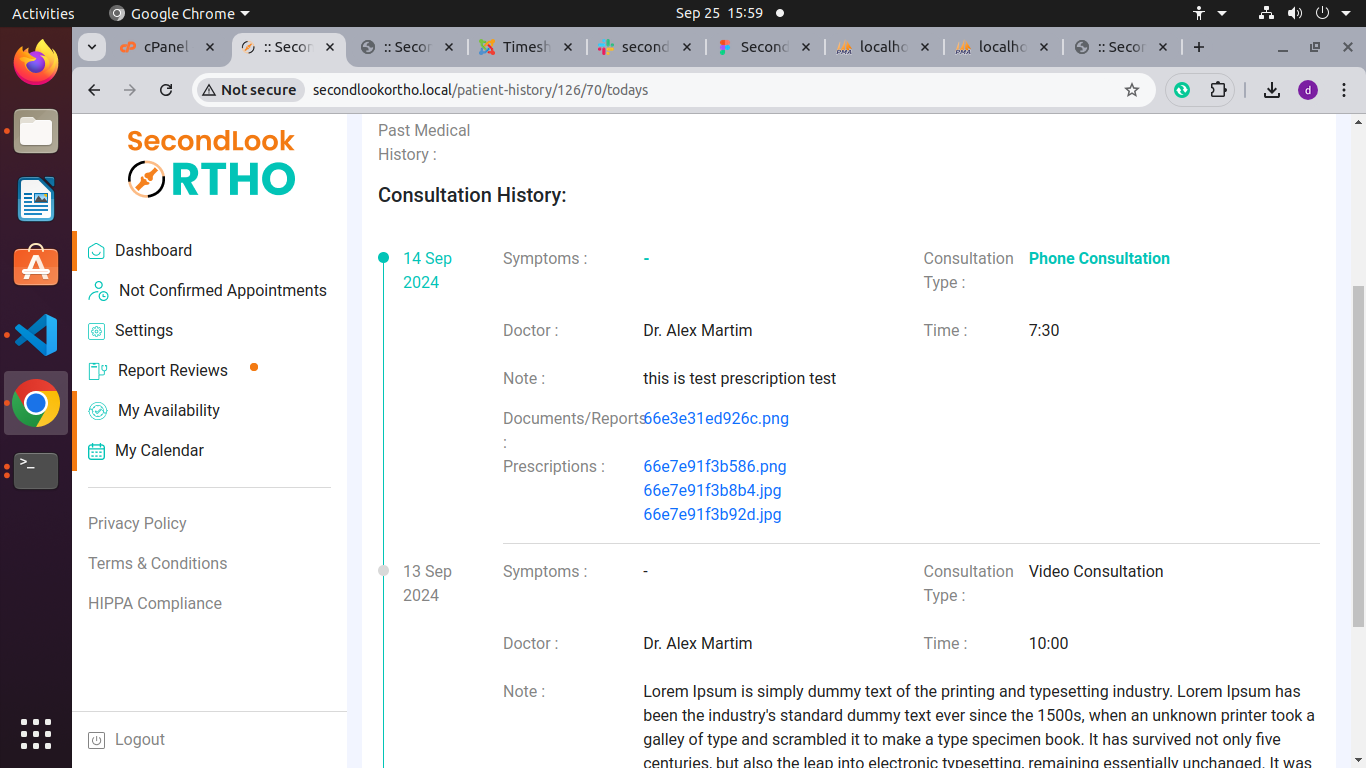 Activities
Google Chrome
Sep 25 15:59
cPanel
:: Secon
:: Secor
Timesh
second
Second
localho
localho
:: Secor
Not secure
secondlookortho.local/patient-history/126/70/todays
d
SecondLook
ORTHO
Dashboard
Not Confirmed Appointments
Settings
Report Reviews
My Availability
My Calendar
Privacy Policy
Terms & Conditions
HIPPA Compliance
Logout
Past Medical
History :
Consultation History:
14 Sep
2024
Symptoms : -
Consultation
Type :
Phone Consultation
Doctor : Dr. Alex Martim
Time : 7:30
Note : this is test prescription test
Documents/Reports
:
66e3e31ed926c.png
Prescriptions : 66e7e91f3b586.png
66e7e91f3b8b4.jpg
66e7e91f3b92d.jpg
13 Sep
2024
Symptoms : -
Consultation
Type :
Video Consultation
Doctor : Dr. Alex Martim
Time : 10:00
Note : Lorem Ipsum is simply dummy text of the printing and typesetting industry. Lorem Ipsum has
been the industry's standard dummy text ever since the 1500s, when an unknown printer took a
galley of type and scrambled it to make a type specimen book. It has survived not only five
centuries, but also the leap into electronic typesetting, remaining essentially unchanged. It was